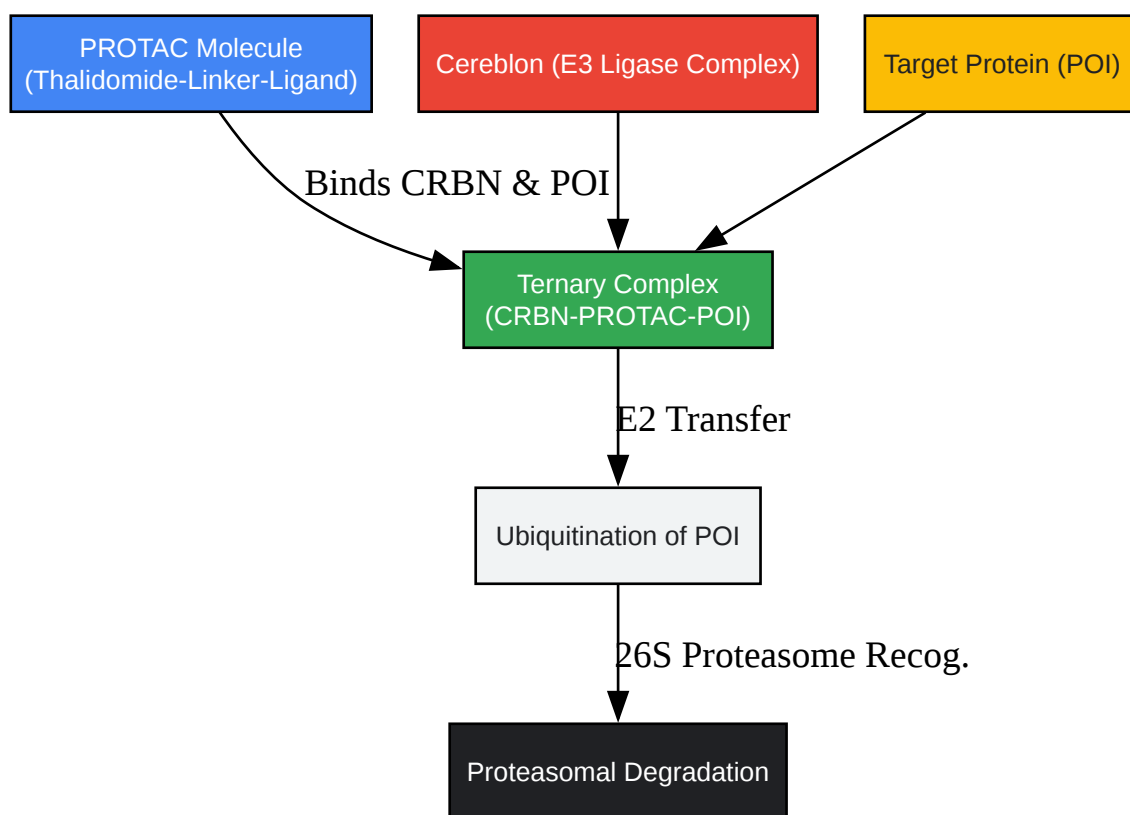 PROTAC Molecule
(Thalidomide-Linker-Ligand)
Cereblon (E3 Ligase Complex)
Target Protein (POI)
Binds CRBN & POI
Ternary Complex
(CRBN-PROTAC-POI)
E2 Transfer
Ubiquitination of POI
26S Proteasome Recog.
Proteasomal Degradation